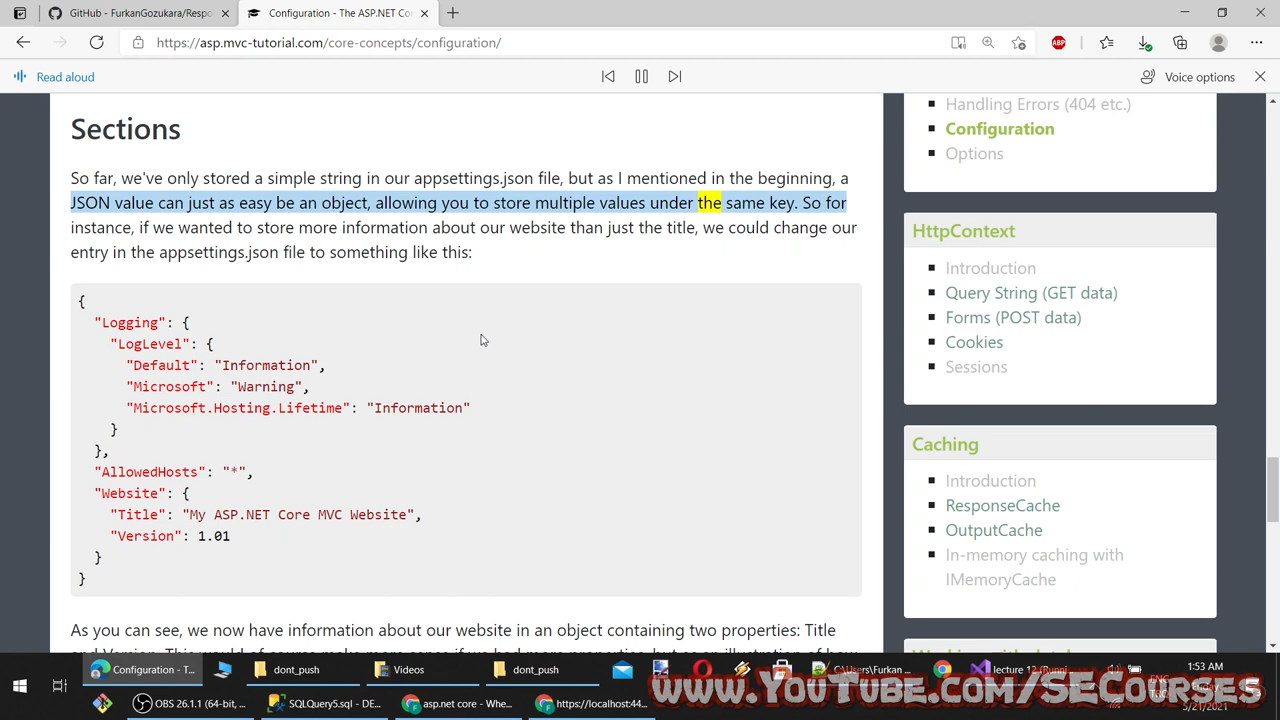 GitHub - FurkanGozukara/Respo
Configuration - The ASP.NET Co
https://asp.mvc-tutorial.com/core-concepts/configuration/
ABP
Read aloud
Voice options
Sections
So far, we've only stored a simple string in our appsettings.json file, but as I mentioned in the beginning, a
JSON value can just as easy be an object, allowing you to store multiple values under the same key. So for
instance, if we wanted to store more information about our website than just the title, we could change our
entry in the appsettings.json file to something like this:
{
"Logging": {
"LogLevel": {
"Default": "Information",
"Microsoft": "Warning",
"Microsoft.Hosting.Lifetime": "Information"
}
},
"AllowedHosts": "*",
"Website": {
"Title": "My ASP.NET Core MVC Website",
"Version": 1.01
}
}
As you can see, we now have information about our website in an object containing two properties: Title
Handling Errors (404 etc.)
Configuration
Options
HttpContext
Introduction
Query String (GET data)
Forms (POST data)
Cookies
Sessions
Caching
Introduction
ResponseCache
OutputCache
In-memory caching with
IMemoryCache
Configuration - T...
dont_push
Videos
dont_push
C:\Users\Furkan
lecture 12 (Runni
1:53 AM
Friday
5/21/2021
ENG
OBS 26.1.1 (64-bit, ...
SQLQuery5.sql - DE...
asp.net core - Whe...
https://localhost:44...
www.YouTube.com/SECourses